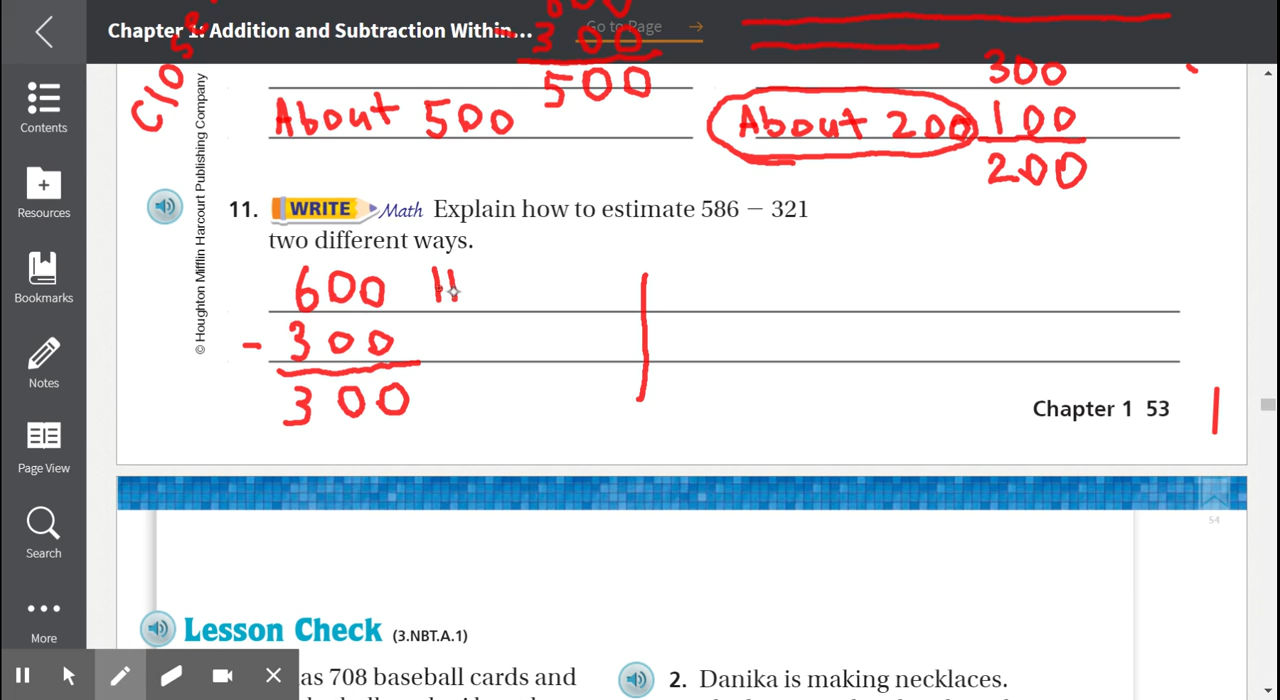 Chapter 1: Addition and Subtraction Within...
Go to Page
300
500
300
About 500
About 200
100
200
Contents
Resources
Bookmarks
Notes
Page View
Search
More
© Houghton Mifflin Harcourt Publishing Company
Close
11. WRITE Math Explain how to estimate 586 − 321
two different ways.
600
- 300
300
Chapter 1 53
54
Lesson Check (3.NBT.A.1)
as 708 baseball cards and
2. Danika is making necklaces.